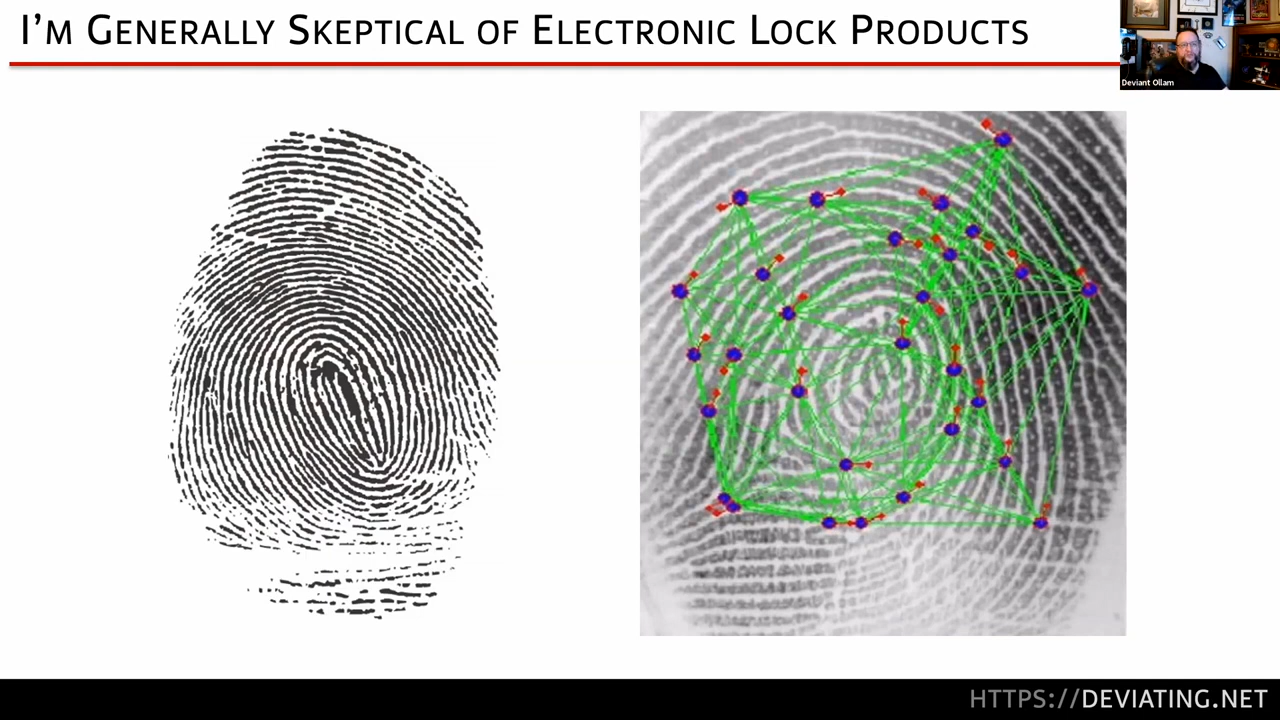 I'm Generally Skeptical of Electronic Lock Products
Deviant Ollam
HTTPS://DEVIATING.NET